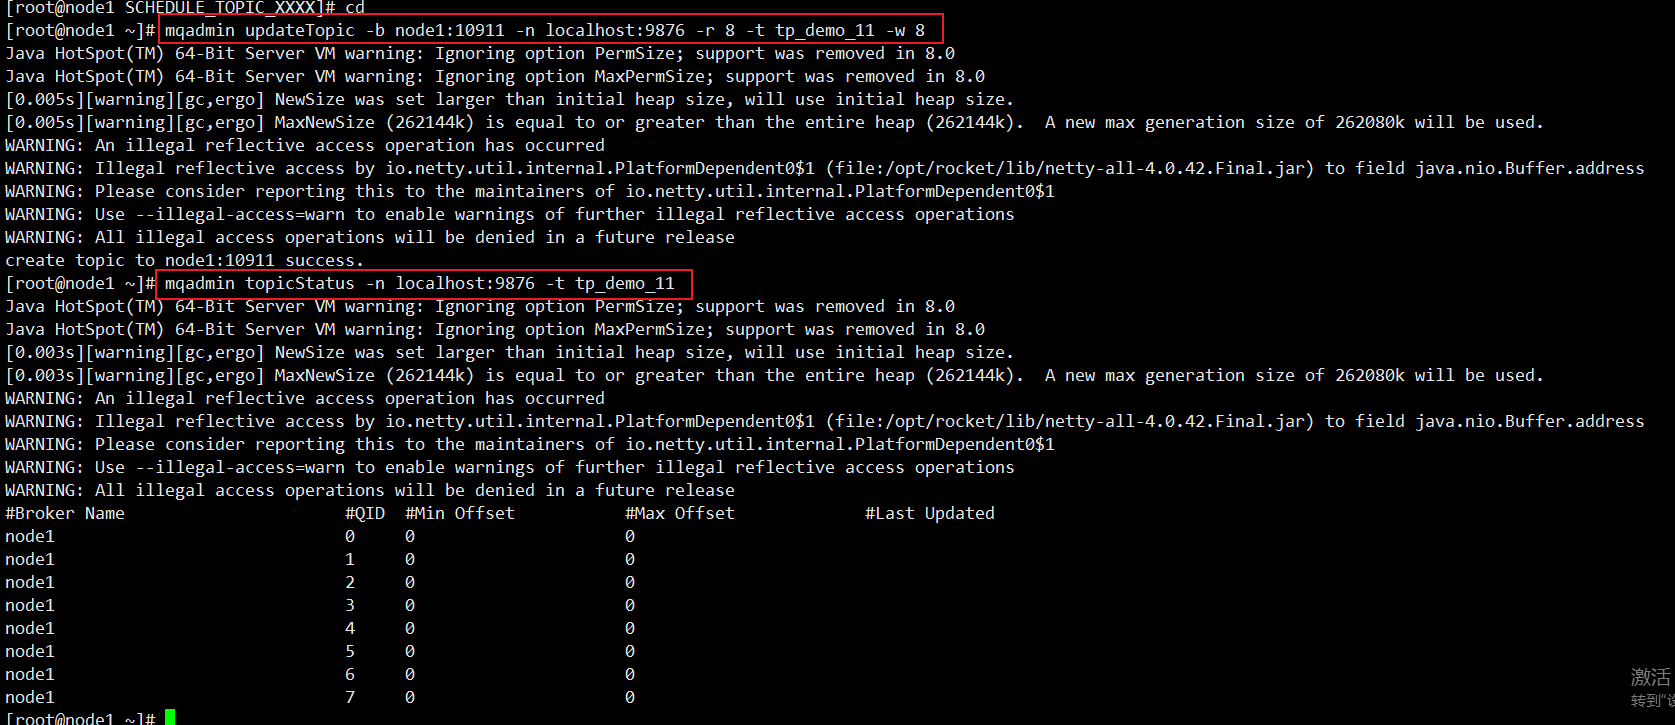 [root@node1 SCHEDULE_TOPIC_XXXX]# cd
[root@node1 ~]# mqadmin updateTopic -b node1:10911 -n localhost:9876 -r 8 -t tp_demo_11 -w 8
Java HotSpot(TM) 64-Bit Server VM warning: Ignoring option PermSize; support was removed in 8.0
Java HotSpot(TM) 64-Bit Server VM warning: Ignoring option MaxPermSize; support was removed in 8.0
[0.005s][warning][gc,ergo] NewSize was set larger than initial heap size, will use initial heap size.
[0.005s][warning][gc,ergo] MaxNewSize (262144k) is equal to or greater than the entire heap (262144k).  A new max generation size of 262080k will be used.
WARNING: An illegal reflective access operation has occurred
WARNING: Illegal reflective access by io.netty.util.internal.PlatformDependent0$1 (file:/opt/rocket/lib/netty-all-4.0.42.Final.jar) to field java.nio.Buffer.address
WARNING: Please consider reporting this to the maintainers of io.netty.util.internal.PlatformDependent0$1
WARNING: Use --illegal-access=warn to enable warnings of further illegal reflective access operations
WARNING: All illegal access operations will be denied in a future release
create topic to node1:10911 success.
[root@node1 ~]# mqadmin topicStatus -n localhost:9876 -t tp_demo_11
Java HotSpot(TM) 64-Bit Server VM warning: Ignoring option PermSize; support was removed in 8.0
Java HotSpot(TM) 64-Bit Server VM warning: Ignoring option MaxPermSize; support was removed in 8.0
[0.003s][warning][gc,ergo] NewSize was set larger than initial heap size, will use initial heap size.
[0.003s][warning][gc,ergo] MaxNewSize (262144k) is equal to or greater than the entire heap (262144k).  A new max generation size of 262080k will be used.
WARNING: An illegal reflective access operation has occurred
WARNING: Illegal reflective access by io.netty.util.internal.PlatformDependent0$1 (file:/opt/rocket/lib/netty-all-4.0.42.Final.jar) to field java.nio.Buffer.address
WARNING: Please consider reporting this to the maintainers of io.netty.util.internal.PlatformDependent0$1
WARNING: Use --illegal-access=warn to enable warnings of further illegal reflective access operations
WARNING: All illegal access operations will be denied in a future release
#Broker Name #QID #Min Offset #Max Offset #Last Updated
node1 0 0 0
node1 1 0 0
node1 2 0 0
node1 3 0 0
node1 4 0 0
node1 5 0 0
node1 6 0 0
node1 7 0 0
[root@node1 ~]#
激活
转到"设